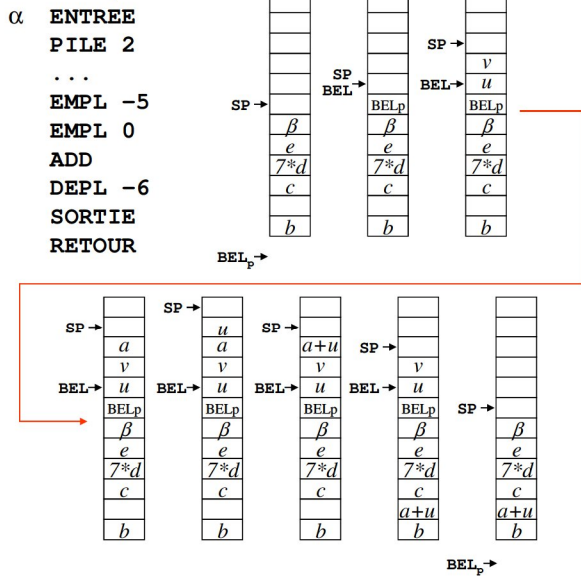 α ENTREE
PILE 2
...
EMPL -5
EMPL 0
ADD
DEPL -6
SORTIE
RETOUR
SP→
BELp
β
e
7*d
c
b
BELp→
SP
BEL→
BELp
β
e
7*d
c
b
SP→
v
BEL→ u
BELp
β
e
7*d
c
b
SP→
a
v
BEL→ u
BELp
β
e
7*d
c
b
SP→
u
a
v
BEL→ u
BELp
β
e
7*d
c
b
SP→
a+u
v
BEL→ u
BELp
β
e
7*d
c
b
SP→
v
BEL→ u
BELp
β
e
7*d
c
a+u
b
SP→
β
e
7*d
c
a+u
b
BELp→